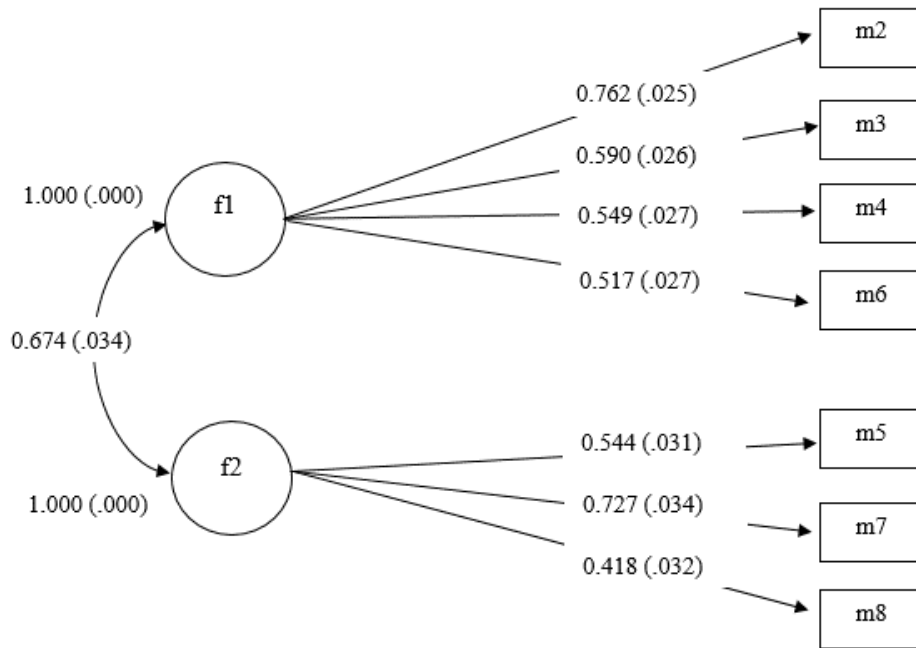 m2
0.762 (.025)
m3
0.590 (.026)
1.000 (.000)
f1
m4
0.549 (.027)
0.517 (.027)
m6
0.674 (.034)
m5
0.544 (.031)
f2
1.000 (.000)
0.727 (.034)
m7
0.418 (.032)
m8